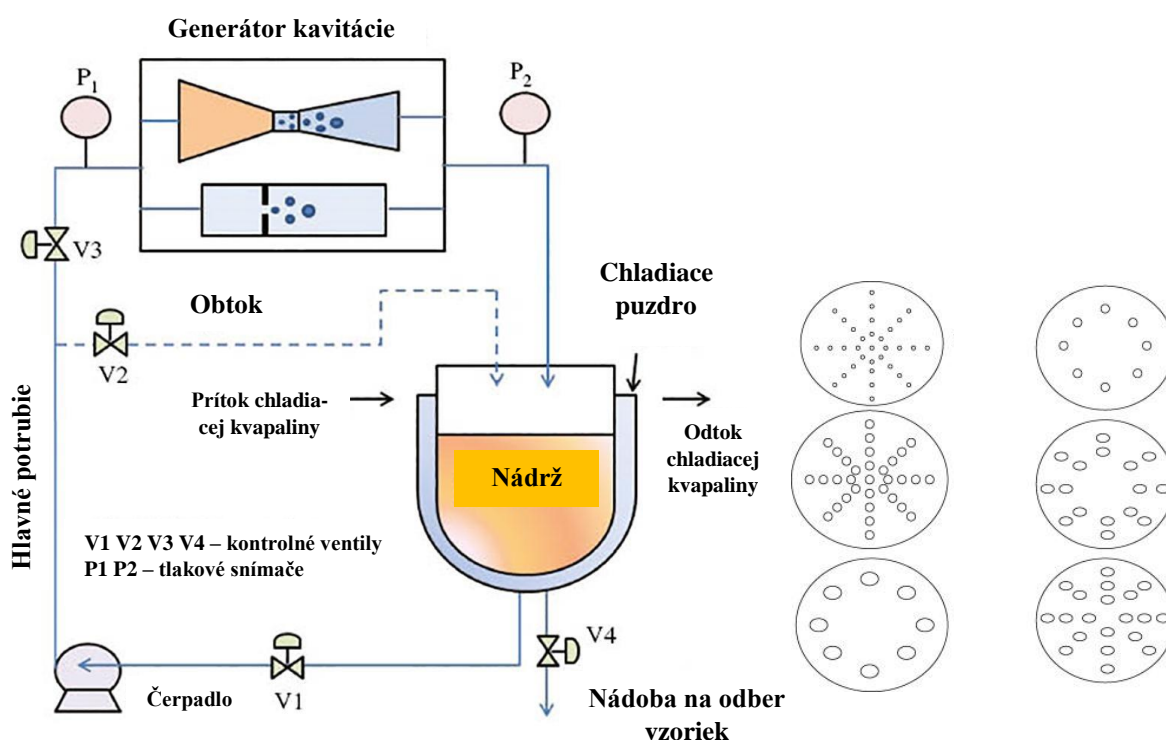 Generátor kavitácie
P1
P2
V3
Obtok
Chladiace
puzdro
V2
Prítok chladia-
cej kvapaliny
Odtok
chladiacej
kvapaliny
Nádrž
Hlavné potrubie
V1 V2 V3 V4 – kontrolné ventily
P1 P2 – tlakové snímače
V4
Čerpadlo
V1
Nádoba na odber
vzoriek